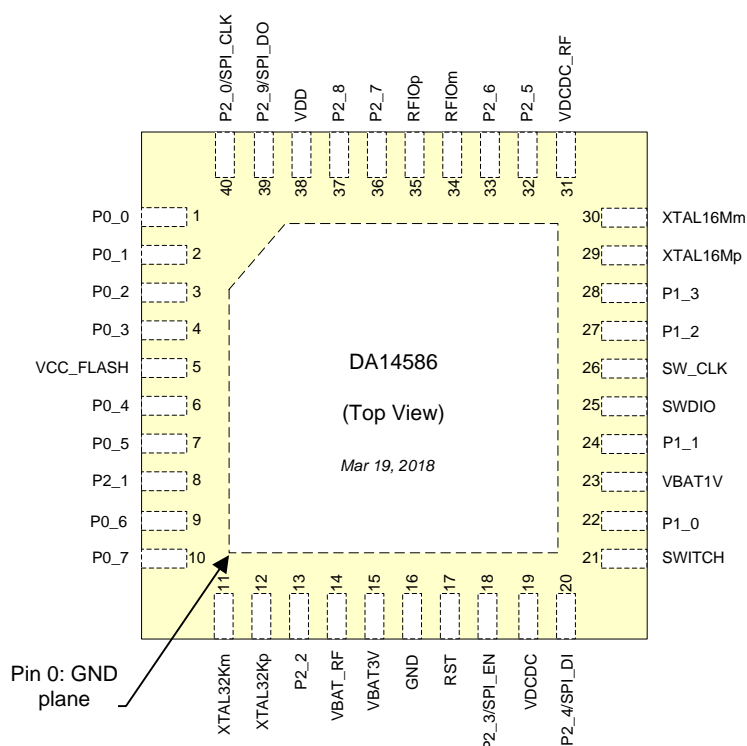 P2_0/SPI_CLK
P2_9/SPI_DO
VDD
P2_8
P2_7
RFIOp
RFIOm
P2_6
P2_5
VDCDC_RF
40
39
38
37
36
35
34
33
32
31
P0_0 1
P0_1 2
P0_2 3
P0_3 4
VCC_FLASH 5
P0_4 6
P0_5 7
P2_1 8
P0_6 9
P0_7 10
DA14586
(Top View)
Mar 19, 2018
30 XTAL16Mm
29 XTAL16Mp
28 P1_3
27 P1_2
26 SW_CLK
25 SWDIO
24 P1_1
23 VBAT1V
22 P1_0
21 SWITCH
11
12
13
14
15
16
17
18
19
20
XTAL32Km
XTAL32Kp
P2_2
VBAT_RF
VBAT3V
GND
RST
P2_3/SPI_EN
VDCDC
P2_4/SPI_DI
Pin 0: GND
plane